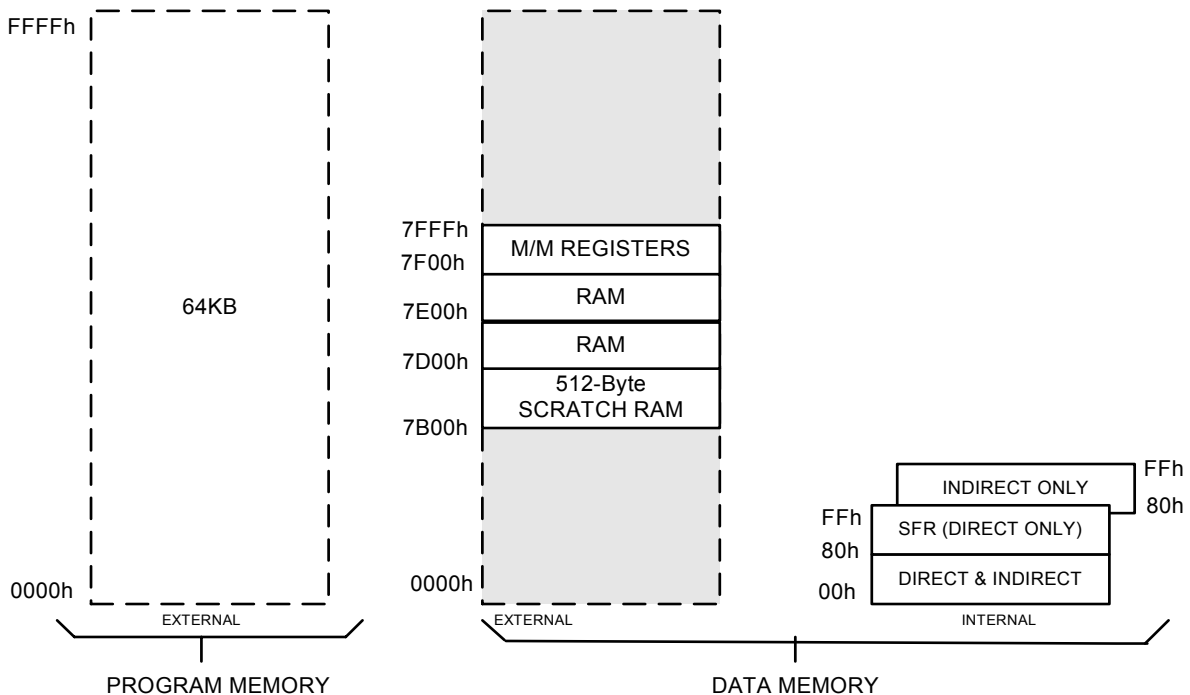 FFFFh
64KB
0000h
EXTERNAL
PROGRAM MEMORY
7FFFh
M/M REGISTERS
7F00h
RAM
7E00h
RAM
7D00h
512-Byte
SCRATCH RAM
7B00h
0000h
EXTERNAL
INDIRECT ONLY
FFh
80h
FFh
SFR (DIRECT ONLY)
80h
DIRECT & INDIRECT
00h
INTERNAL
DATA MEMORY